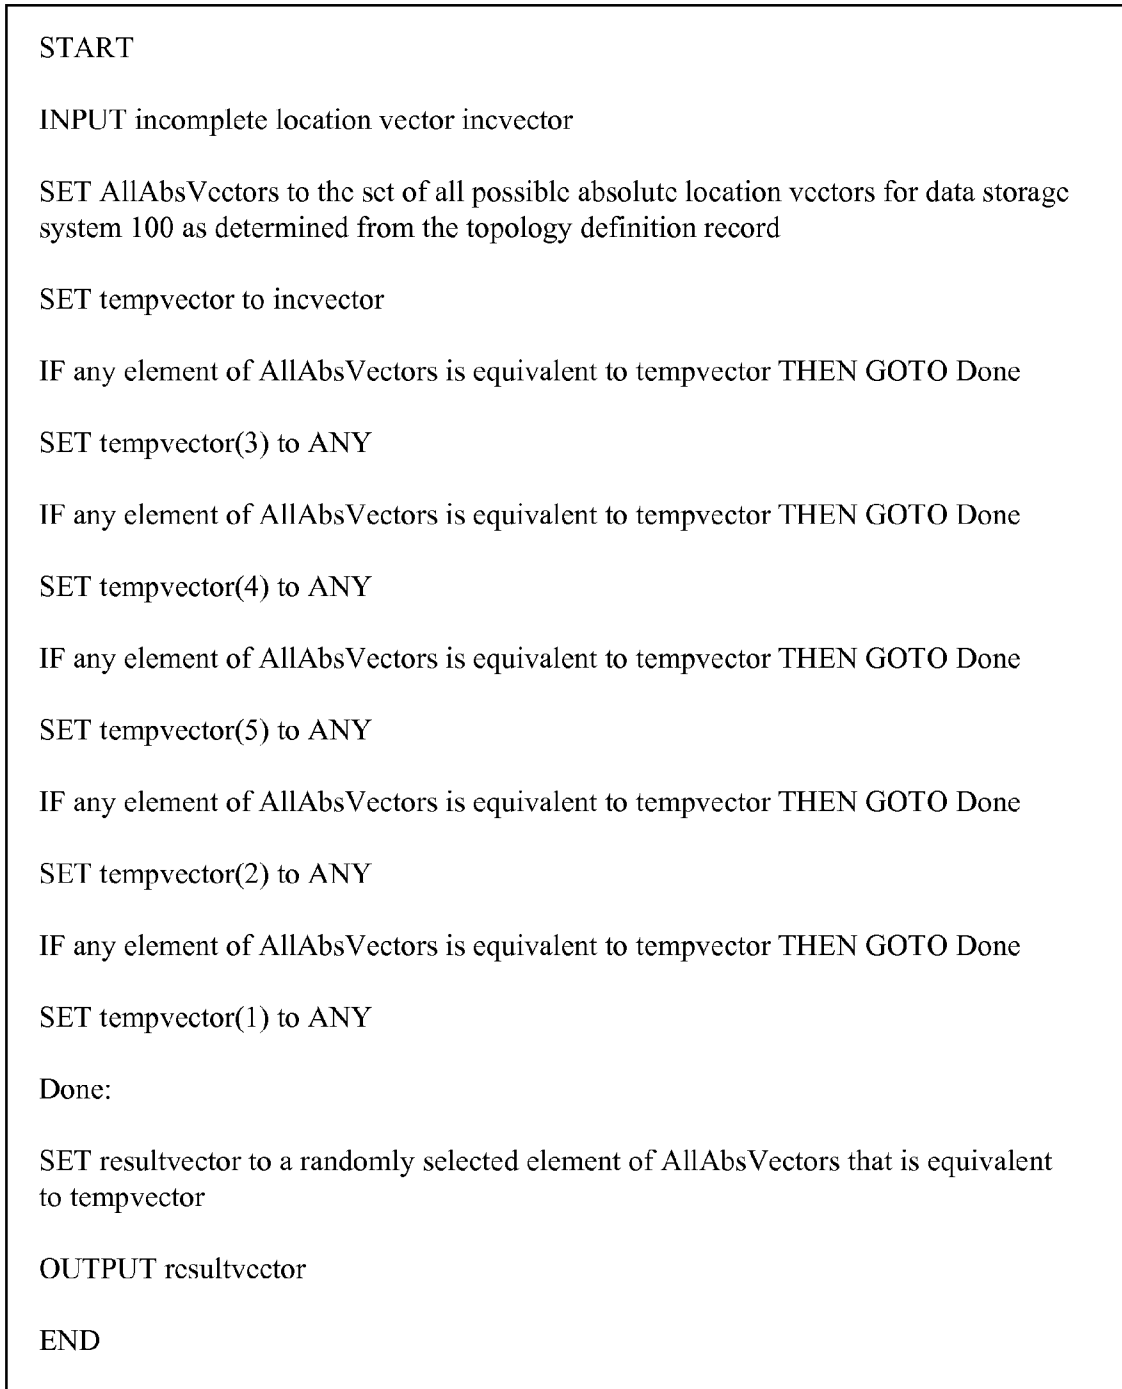 START
INPUT incomplete location vector incvector
SET AllAbsVectors to the set of all possible absolute location vectors for data storage
system 100 as determined from the topology definition record
SET tempvector to incvector
IF any element of AllAbsVectors is equivalent to tempvector THEN GOTO Done
SET tempvector(3) to ANY
IF any element of AllAbsVectors is equivalent to tempvector THEN GOTO Done
SET tempvector(4) to ANY
IF any element of AllAbsVectors is equivalent to tempvector THEN GOTO Done
SET tempvector(5) to ANY
IF any element of AllAbsVectors is equivalent to tempvector THEN GOTO Done
SET tempvector(2) to ANY
IF any element of AllAbsVectors is equivalent to tempvector THEN GOTO Done
SET tempvector(1) to ANY
Done:
SET resultvector to a randomly selected element of AllAbsVectors that is equivalent
to tempvector
OUTPUT resultvector
END